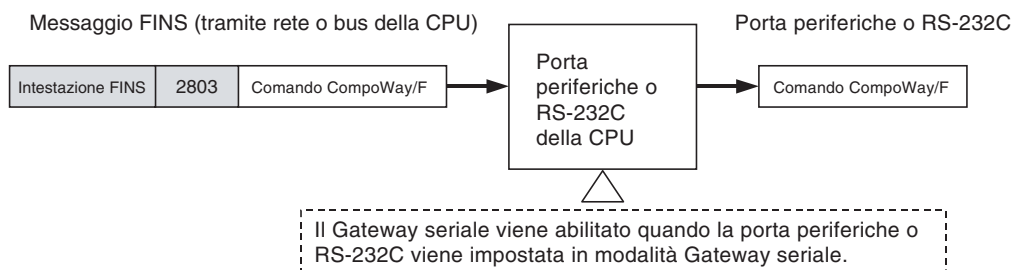 Messaggio FINS (tramite rete o bus della CPU)
Porta periferiche o RS-232C
Intestazione FINS
2803
Comando CompoWay/F
Porta
periferiche o
RS-232C
della CPU
Comando CompoWay/F
Il Gateway seriale viene abilitato quando la porta periferiche o
RS-232C viene impostata in modalità Gateway seriale.